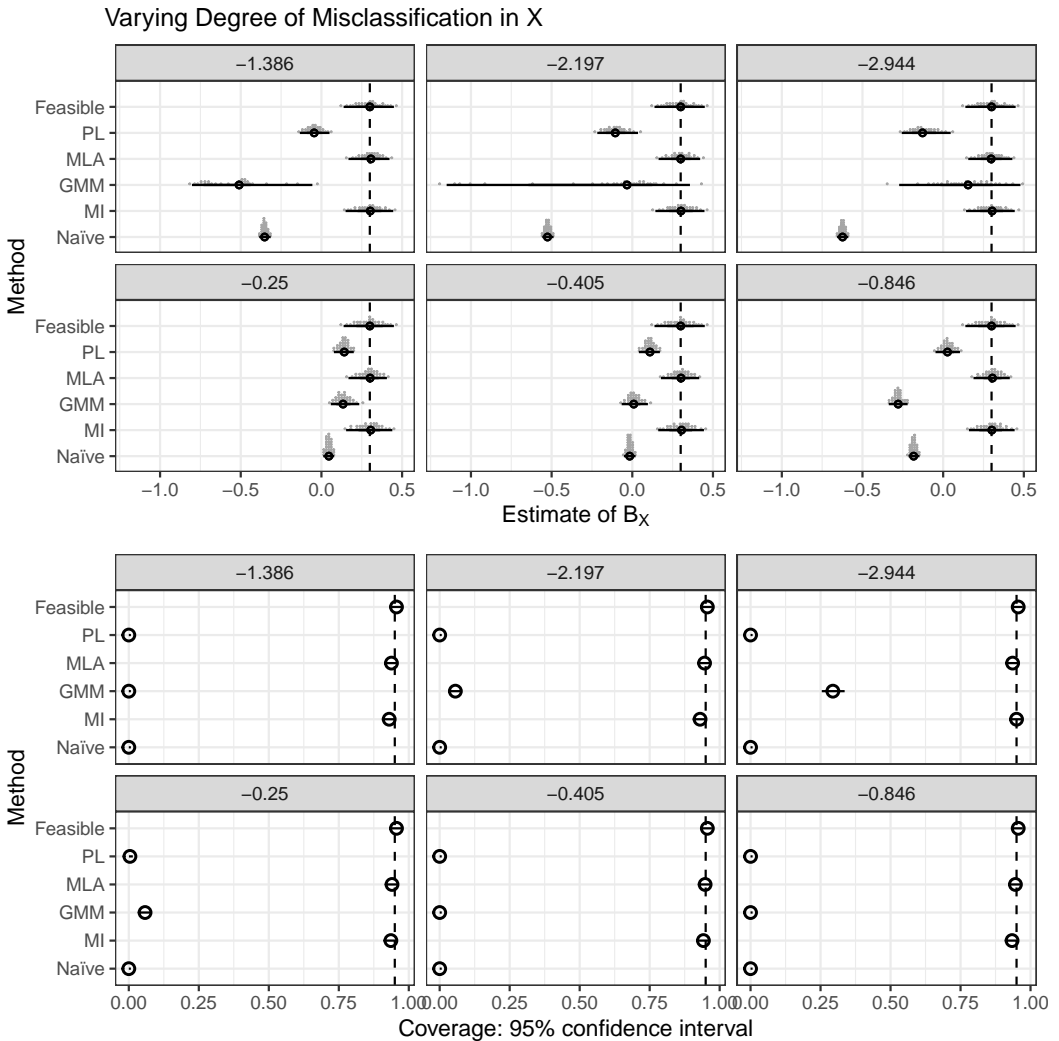 Varying Degree of Misclassification in X
−1.386 −2.197 −2.944
Feasible
PL
MLA
GMM
MI
Naïve
−0.25 −0.405 −0.846
Feasible
PL
MLA
GMM
MI
Naïve
Method
−1.0 −0.5 0.0 0.5 −1.0 −0.5 0.0 0.5 −1.0 −0.5 0.0 0.5
Estimate of BX
−1.386 −2.197 −2.944
Feasible
PL
MLA
GMM
MI
Naïve
−0.25 −0.405 −0.846
Feasible
PL
MLA
GMM
MI
Naïve
Method
0.00 0.25 0.50 0.75 1.00 0.00 0.25 0.50 0.75 1.00 0.00 0.25 0.50 0.75 1.00
Coverage: 95% confidence interval